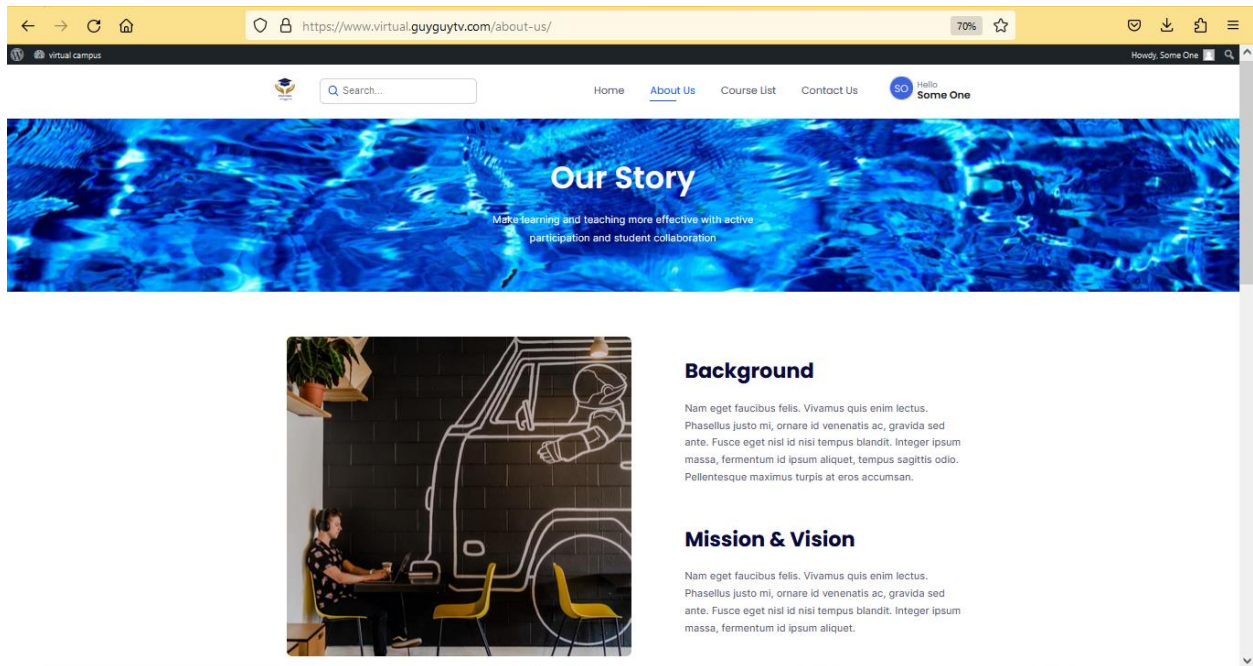 https://www.virtual.guyguytv.com/about-us/
70%
virtual campus
Howdy, Some One
Search...
Home
About Us
Course List
Contact Us
SO
Hello
Some One
Our Story
Make learning and teaching more effective with active
participation and student collaboration
Background
Nam eget faucibus felis. Vivamus quis enim lectus.
Phasellus justo mi, ornare id venenatis ac, gravida sed
ante. Fusce eget nisl id nisi tempus blandit. Integer ipsum
massa, fermentum id ipsum aliquet, tempus sagittis odio.
Pellentesque maximus turpis at eros accumsan.
Mission & Vision
Nam eget faucibus felis. Vivamus quis enim lectus.
Phasellus justo mi, ornare id venenatis ac, gravida sed
ante. Fusce eget nisl id nisi tempus blandit. Integer ipsum
massa, fermentum id ipsum aliquet.